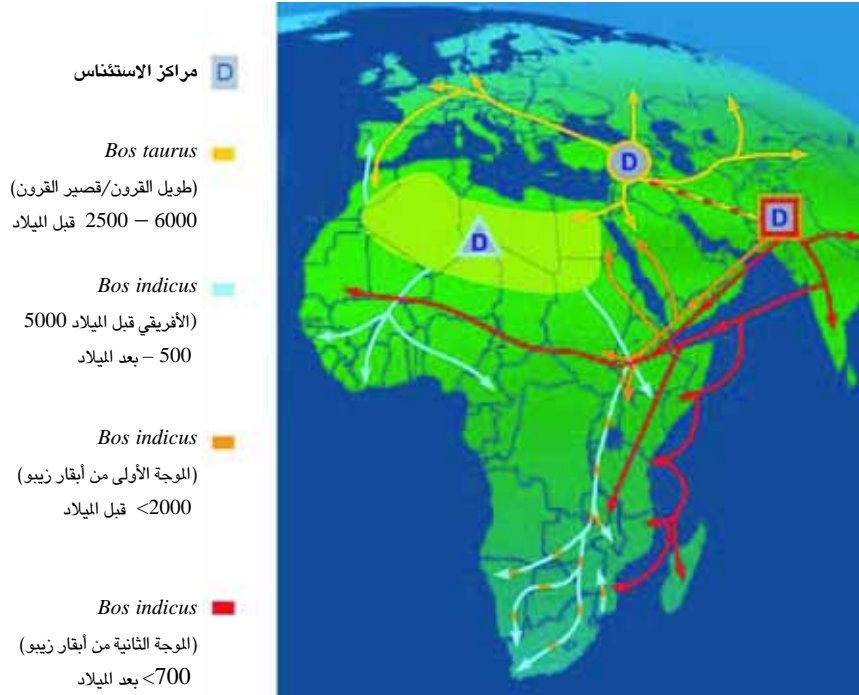 مراكز الاستئناس D
Bos taurus
(طويل القرون/قصير القرون)
6000 – 2500 قبل الميلاد
Bos indicus
(الأفريقي قبل الميلاد 5000
500 – بعد الميلاد
Bos indicus
(الموجة الأولى من أبقار زيبو)
2000> قبل الميلاد
Bos indicus
(الموجة الثانية من أبقار زيبو)
700> بعد الميلاد
D
D
D